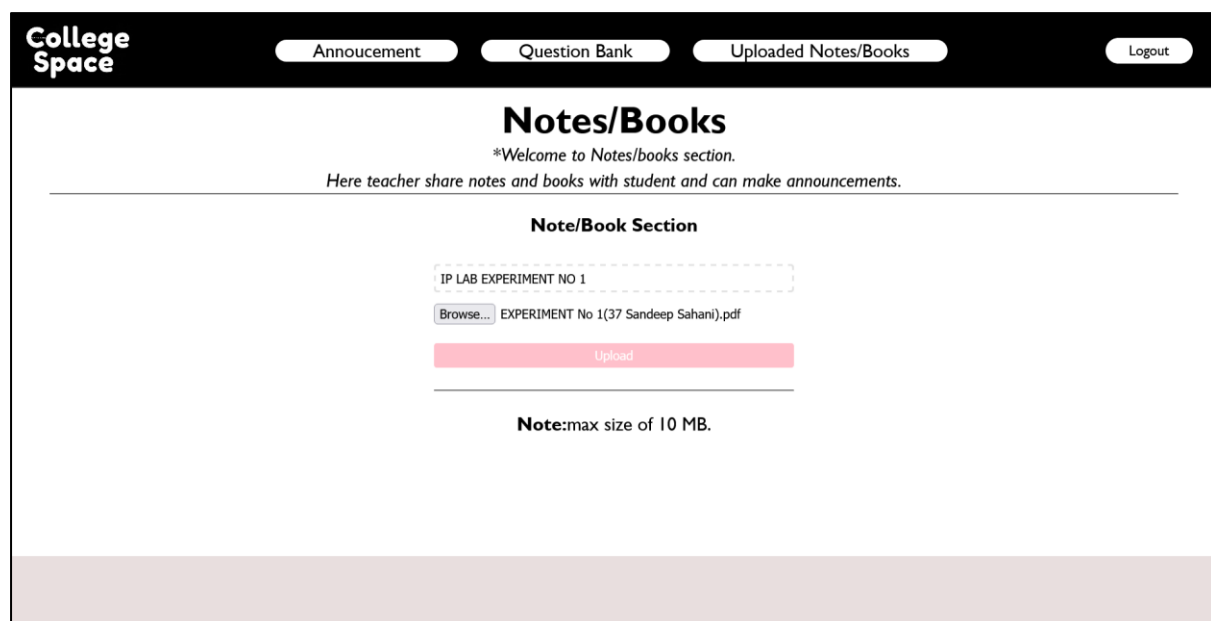 College
Space
Annoucement
Question Bank
Uploaded Notes/Books
Logout
Notes/Books
*Welcome to Notes/books section.
Here teacher share notes and books with student and can make announcements.
Note/Book Section
IP LAB EXPERIMENT NO 1
Browse... EXPERIMENT No 1(37 Sandeep Sahani).pdf
Upload
Note:max size of 10 MB.